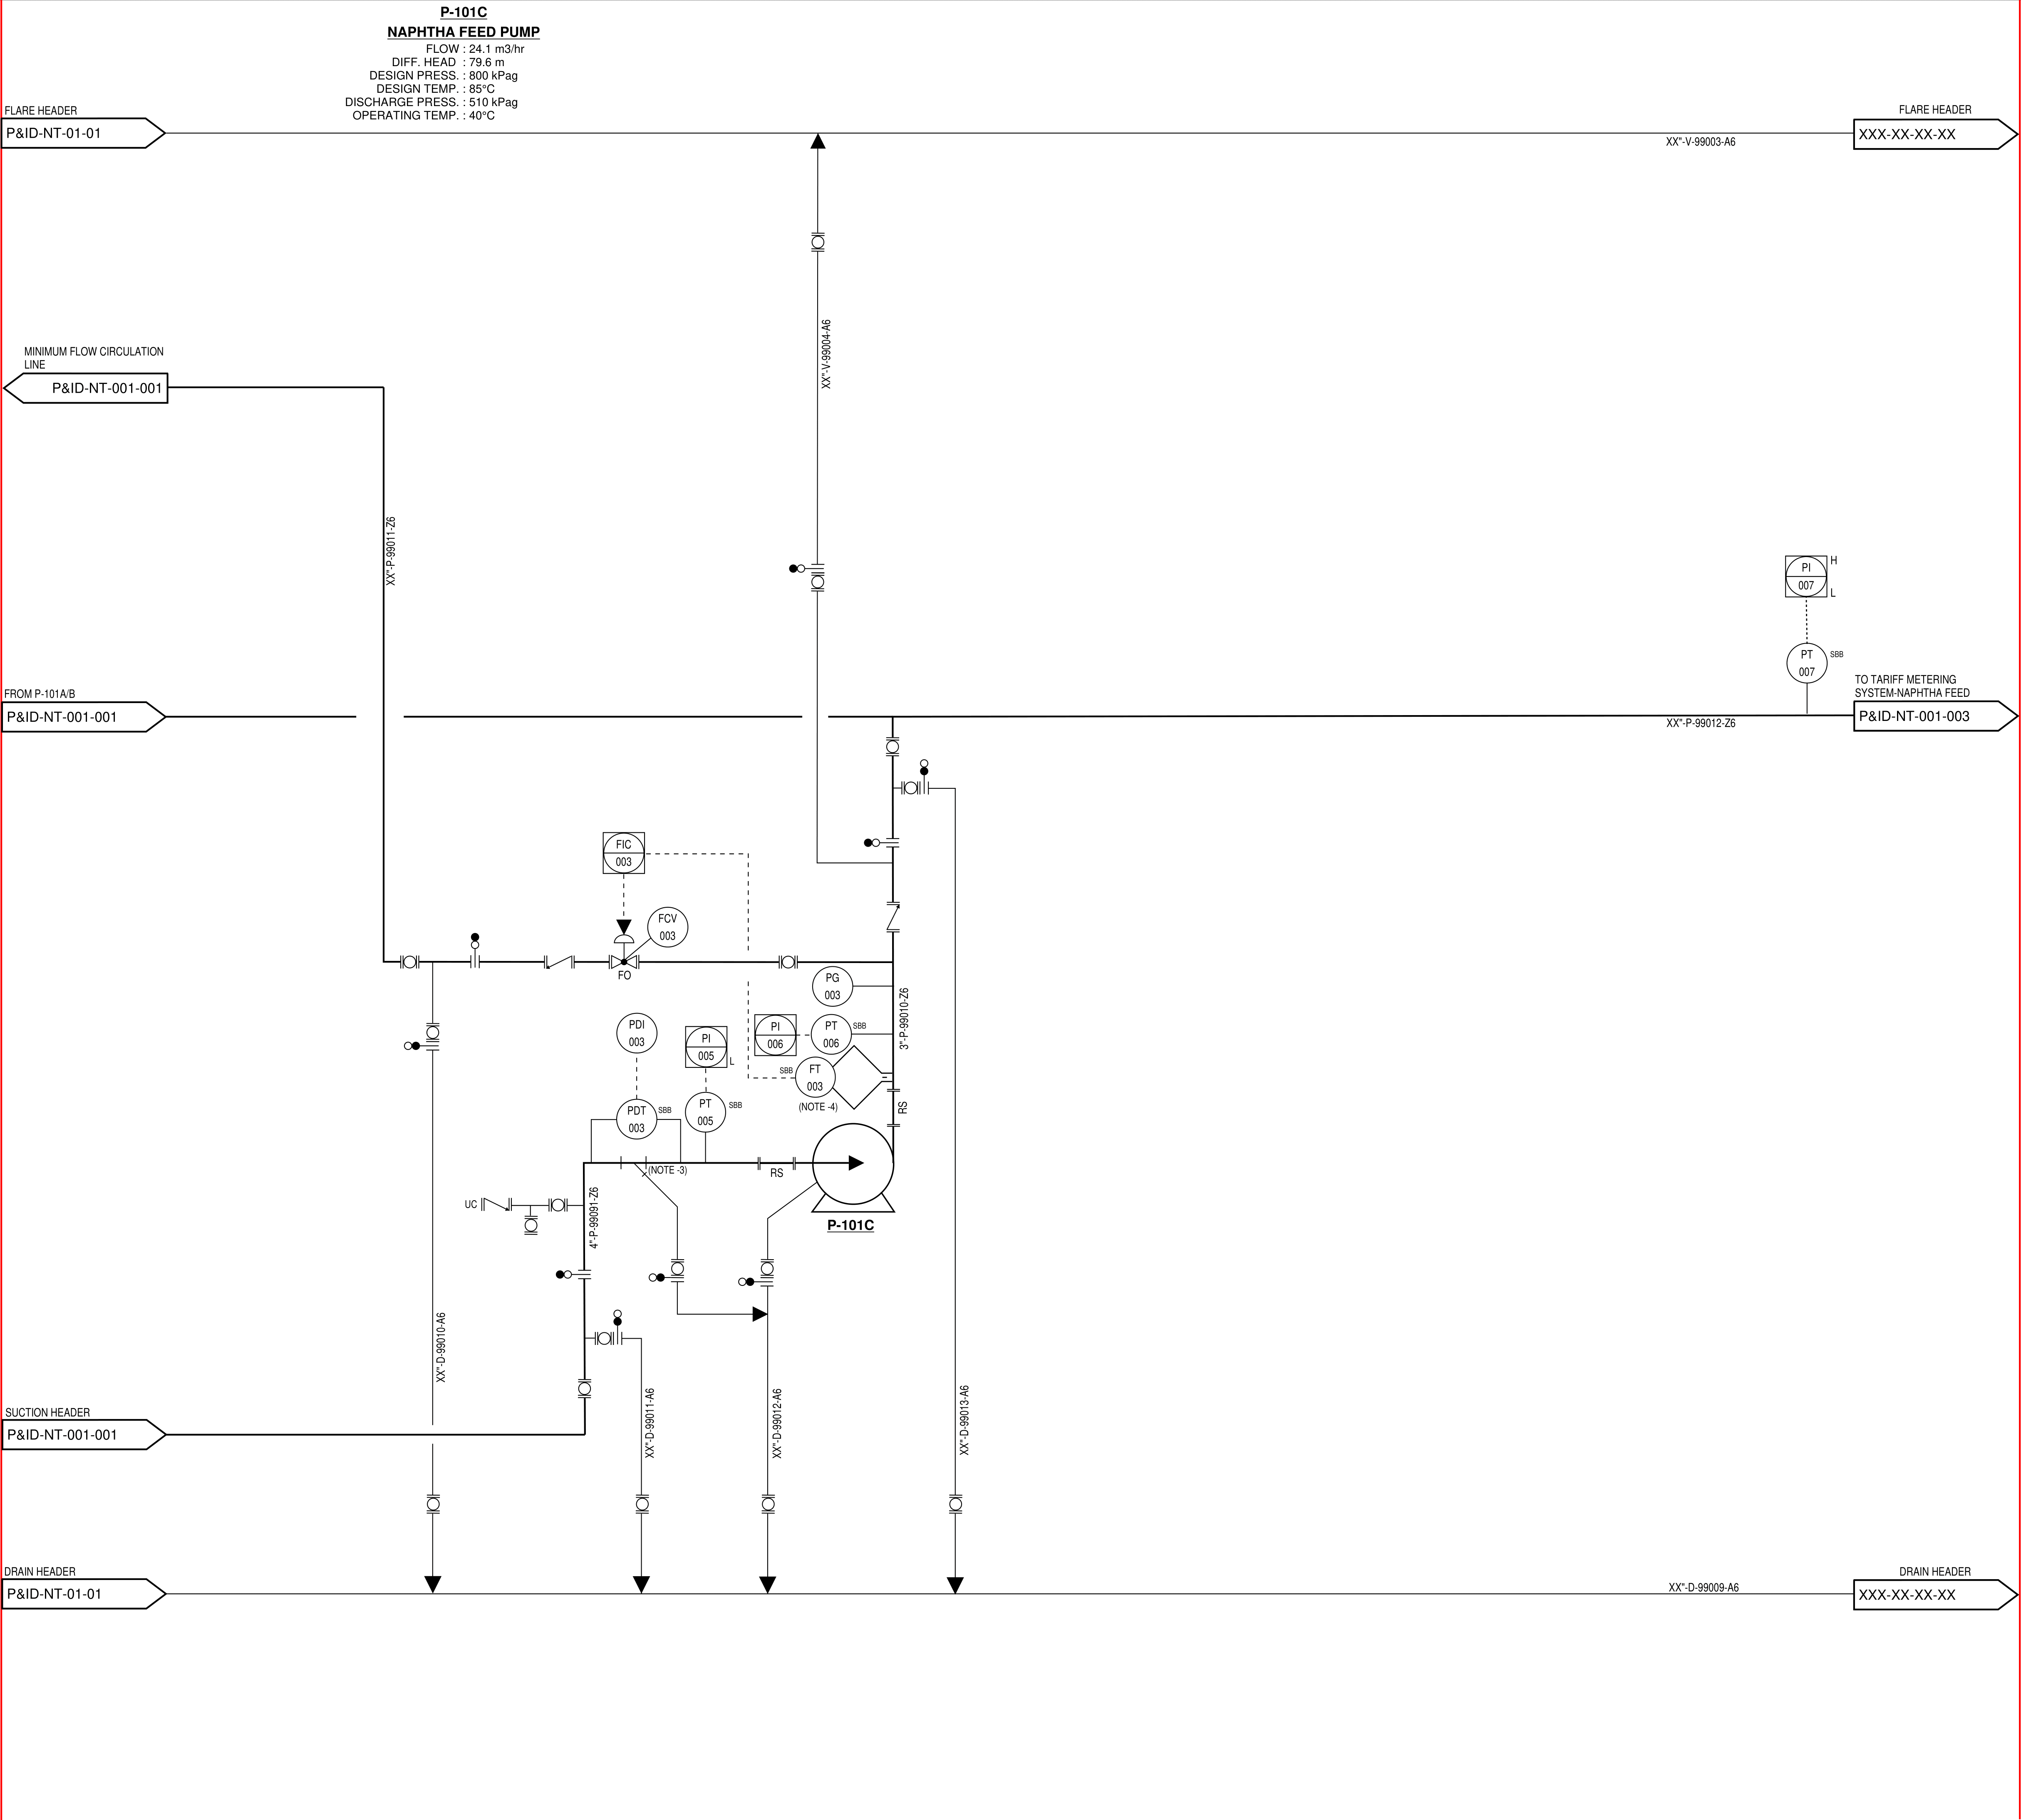 P-101C
NAPHTHA FEED PUMP
FLOW : 24.1 m3/hr
DIFF. HEAD : 79.6 m
DESIGN PRESS. : 800 kPag
DESIGN TEMP. : 85°C
DISCHARGE PRESS. : 510 kPag
OPERATING TEMP. : 40°C
FLARE HEADER
P&ID-NT-01-01
FLARE HEADER
XXX-XX-XX-XX
XX"-V-99003-A6
XX"-V-99004-A6
MINIMUM FLOW CIRCULATION
LINE
P&ID-NT-001-001
XX"-P-99011-Z6
PI
007
H
L
PT
007
SBB
FROM P-101A/B
P&ID-NT-001-001
TO TARIFF METERING
SYSTEM-NAPHTHA FEED
P&ID-NT-001-003
XX"-P-99012-Z6
FIC
003
FCV
003
FO
PG
003
3"-P-99010-Z6
PDI
003
PI
005
L
PI
006
PT
006
SBB
SBB
FT
003
(NOTE -4)
RS
PDT
003
SBB
PT
005
SBB
(NOTE -3)
RS
UC
4"-P-99091-Z6
P-101C
XX"-D-99010-A6
XX"-D-99011-A6
XX"-D-99012-A6
XX"-D-99013-A6
SUCTION HEADER
P&ID-NT-001-001
DRAIN HEADER
P&ID-NT-01-01
XX"-D-99009-A6
DRAIN HEADER
XXX-XX-XX-XX